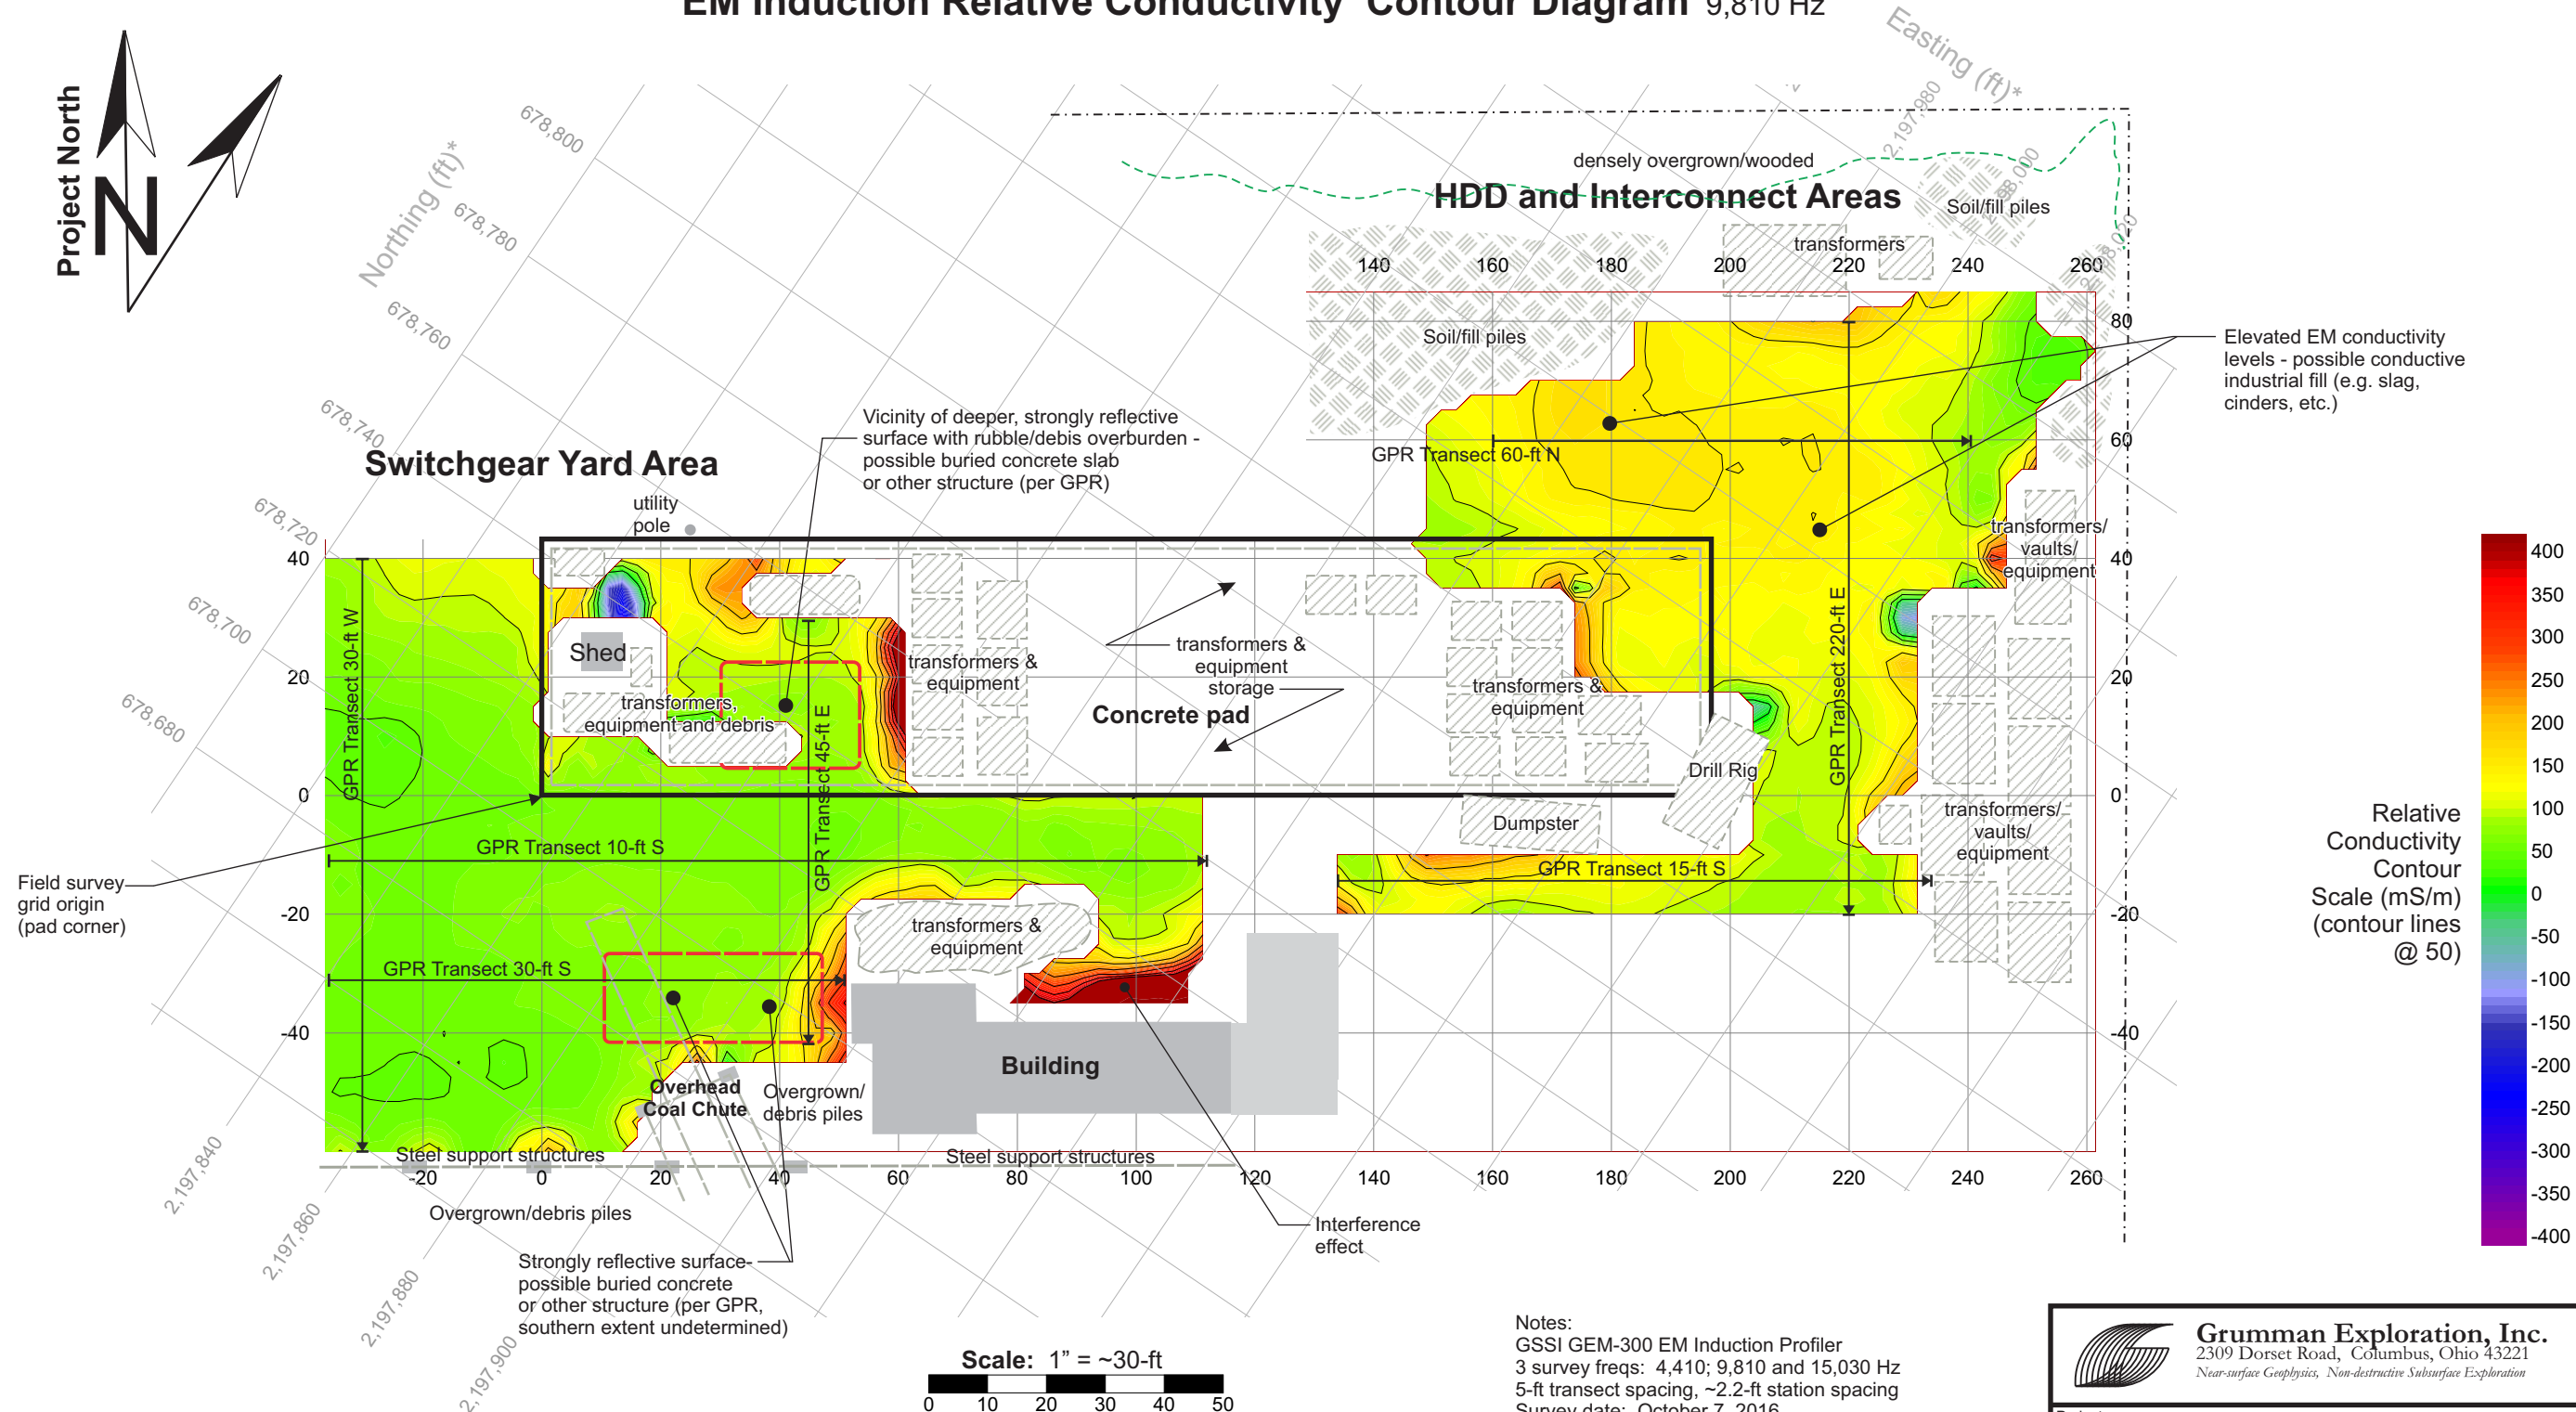 EM Induction Relative Conductivity Contour Diagram 9,810 Hz
Project North
N
Northing (ft)*
Easting (ft)*
678,800
678,780
678,760
678,740
678,720
678,700
678,680
2,197,840
2,197,860
2,197,880
2,197,900
2,197,980
2,198,000
2,198,020
densely overgrown/wooded
HDD and Interconnect Areas
Soil/fill piles
transformers
140 160 180 200 220 240 260
Soil/fill piles
80
60
40
20
0
-20
-40
Elevated EM conductivity
levels - possible conductive
industrial fill (e.g. slag,
cinders, etc.)
GPR Transect 60-ft N
Vicinity of deeper, strongly reflective
surface with rubble/debis overburden -
possible buried concrete slab
or other structure (per GPR)
Switchgear Yard Area
utility
pole
40
20
0
-20
-40
GPR Transect 30-ft W
Shed
transformers,
equipment and debris
GPR Transect 45-ft E
transformers &
equipment
transformers &
equipment
storage
Concrete pad
transformers &
equipment
GPR Transect 220-ft E
transformers/
vaults/
equipment
Drill Rig
Dumpster
transformers/
vaults/
equipment
GPR Transect 10-ft S
GPR Transect 15-ft S
Field survey
grid origin
(pad corner)
transformers &
equipment
GPR Transect 30-ft S
Building
Overhead
Coal Chute
Overgrown/
debris piles
Steel support structures
Steel support structures
-20 0 20 40 60 80 100 120 140 160 180 200 220 240 260
Overgrown/debris piles
Strongly reflective surface-
possible buried concrete
or other structure (per GPR,
southern extent undetermined)
Interference
effect
Relative
Conductivity
Contour
Scale (mS/m)
(contour lines
@ 50)
400
350
300
250
200
150
100
50
0
-50
-100
-150
-200
-250
-300
-350
-400
Scale: 1” = ~30-ft
0 10 20 30 40 50
Notes:
GSSI GEM-300 EM Induction Profiler
3 survey freqs: 4,410; 9,810 and 15,030 Hz
5-ft transect spacing, ~2.2-ft station spacing
Survey date: October 7, 2016
Grumman Exploration, Inc.
2309 Dorset Road, Columbus, Ohio 43221
Near-surface Geophysics, Non-destructive Subsurface Exploration